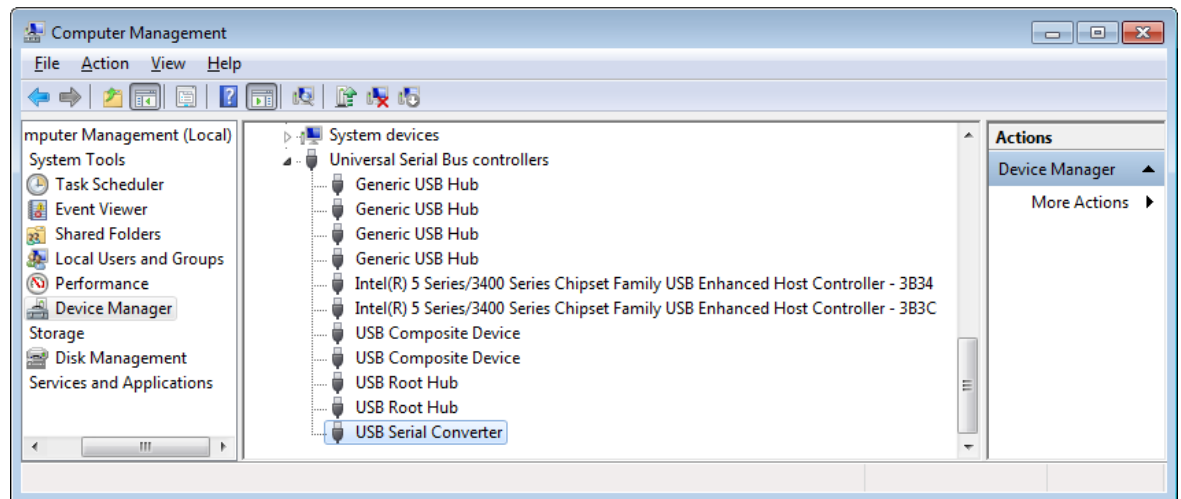 Computer Management
File Action View Help
mputer Management (Local)
System Tools
Task Scheduler
Event Viewer
Shared Folders
Local Users and Groups
Performance
Device Manager
Storage
Disk Management
Services and Applications
System devices
Universal Serial Bus controllers
Generic USB Hub
Generic USB Hub
Generic USB Hub
Generic USB Hub
Intel(R) 5 Series/3400 Series Chipset Family USB Enhanced Host Controller - 3B34
Intel(R) 5 Series/3400 Series Chipset Family USB Enhanced Host Controller - 3B3C
USB Composite Device
USB Composite Device
USB Root Hub
USB Root Hub
USB Serial Converter
Actions
Device Manager
More Actions